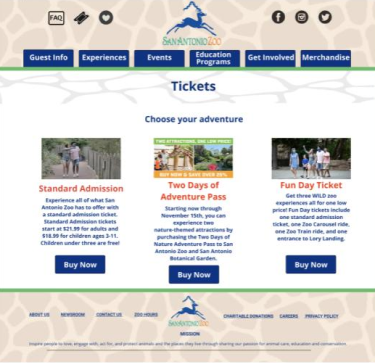 FAQ
SAN ANTONIO ZOO
Guest Info
Experiences
Events
Education
Programs
Get Involved
Merchandise
Tickets
Choose your adventure
Standard Admission
Experience all of what San
Antonio Zoo has to offer with
a standard admission ticket.
Standard Admission tickets
start at $21.99 for adults and
$18.99 for children ages 3-11.
Children under three are free!
Buy Now
TWO ATTRACTIONS, ONE LOW PRICE!
BUY NOW & SAVE OVER 20%
Two Days of
Adventure Pass
Starting now through
November 15th, you can
experience two
nature-themed attractions by
purchasing the Two Days of
Nature Adventure Pass to San
Antonio Zoo and San Antonio
Botanical Garden.
Buy Now
Fun Day Ticket
Get three WILD zoo
experiences all for one low
price! Fun Day tickets include
one standard admission
ticket, one Zoo Carousel ride,
one Zoo Train ride, and one
entrance to Lory Landing.
Buy Now
ABOUT US
NEWSROOM
CONTACT US
ZOO HOURS
SAN ANTONIO ZOO
CHARITABLE DONATIONS
CAREERS
PRIVACY POLICY
MISSION
Inspire people to love, engage with, act for, and protect animals and the places they live through sharing our passion for animal care, education and conservation.